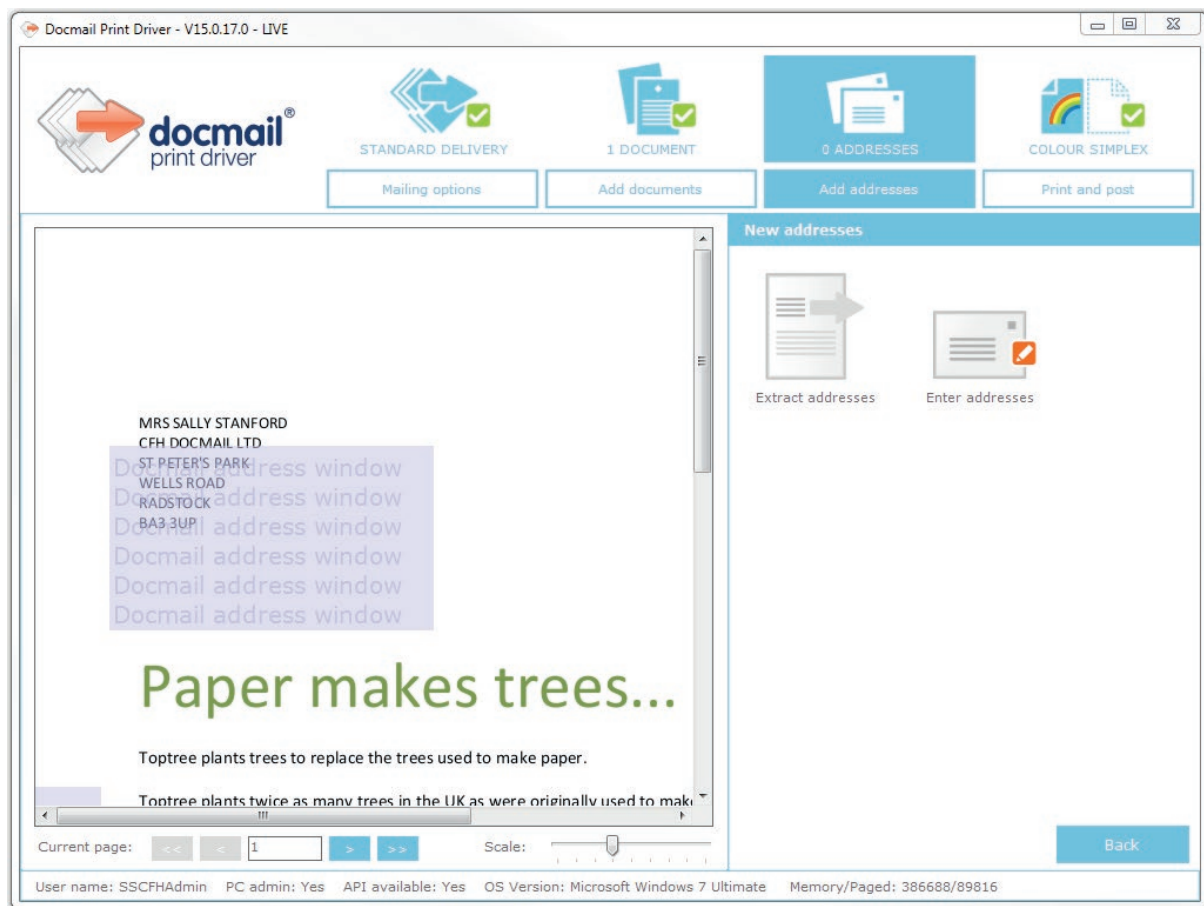 Docmail Print Driver - V15.0.17.0 - LIVE
docmail®
print driver
STANDARD DELIVERY
1 DOCUMENT
0 ADDRESSES
COLOUR SIMPLEX
Mailing options
Add documents
Add addresses
Print and post
MRS SALLY STANFORD
CFH DOCMAIL LTD
ST PETER'S PARK
WELLS ROAD
RADSTOCK
BA3 3UP
Docmail address window
Docmail address window
Docmail address window
Docmail address window
Docmail address window
Docmail address window
Paper makes trees...
Toptree plants trees to replace the trees used to make paper.
Toptree plants twice as many trees in the UK as were originally used to make
New addresses
Extract addresses
Enter addresses
Back
Current page: << < 1 > >> Scale:
User name: SSCFHAdmin PC admin: Yes API available: Yes OS Version: Microsoft Windows 7 Ultimate Memory/Paged: 386688/89816